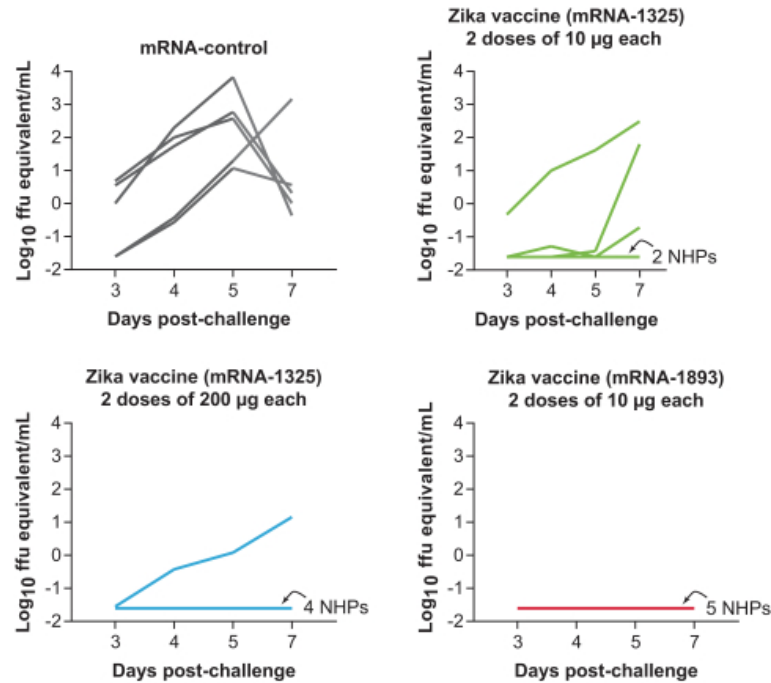 mRNA-control
Log10 ffu equivalent/mL
4
3
2
1
0
-1
-2
3 4 5 7
Days post-challenge
Zika vaccine (mRNA-1325)
2 doses of 10 µg each
Log10 ffu equivalent/mL
4
3
2
1
0
-1
-2
2 NHPs
3 4 5 7
Days post-challenge
Zika vaccine (mRNA-1325)
2 doses of 200 µg each
Log10 ffu equivalent/mL
4
3
2
1
0
-1
-2
4 NHPs
3 4 5 7
Days post-challenge
Zika vaccine (mRNA-1893)
2 doses of 10 µg each
Log10 ffu equivalent/mL
4
3
2
1
0
-1
-2
5 NHPs
3 4 5 7
Days post-challenge